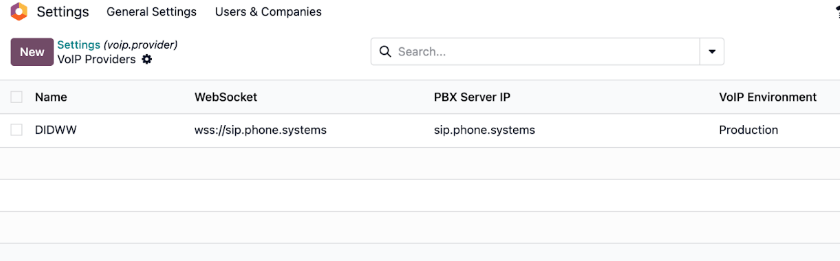 Settings General Settings Users & Companies
New Settings (voip.provider)
VoIP Providers
Search...
Name WebSocket PBX Server IP VoIP Environment
DIDWW wss://sip.phone.systems sip.phone.systems Production